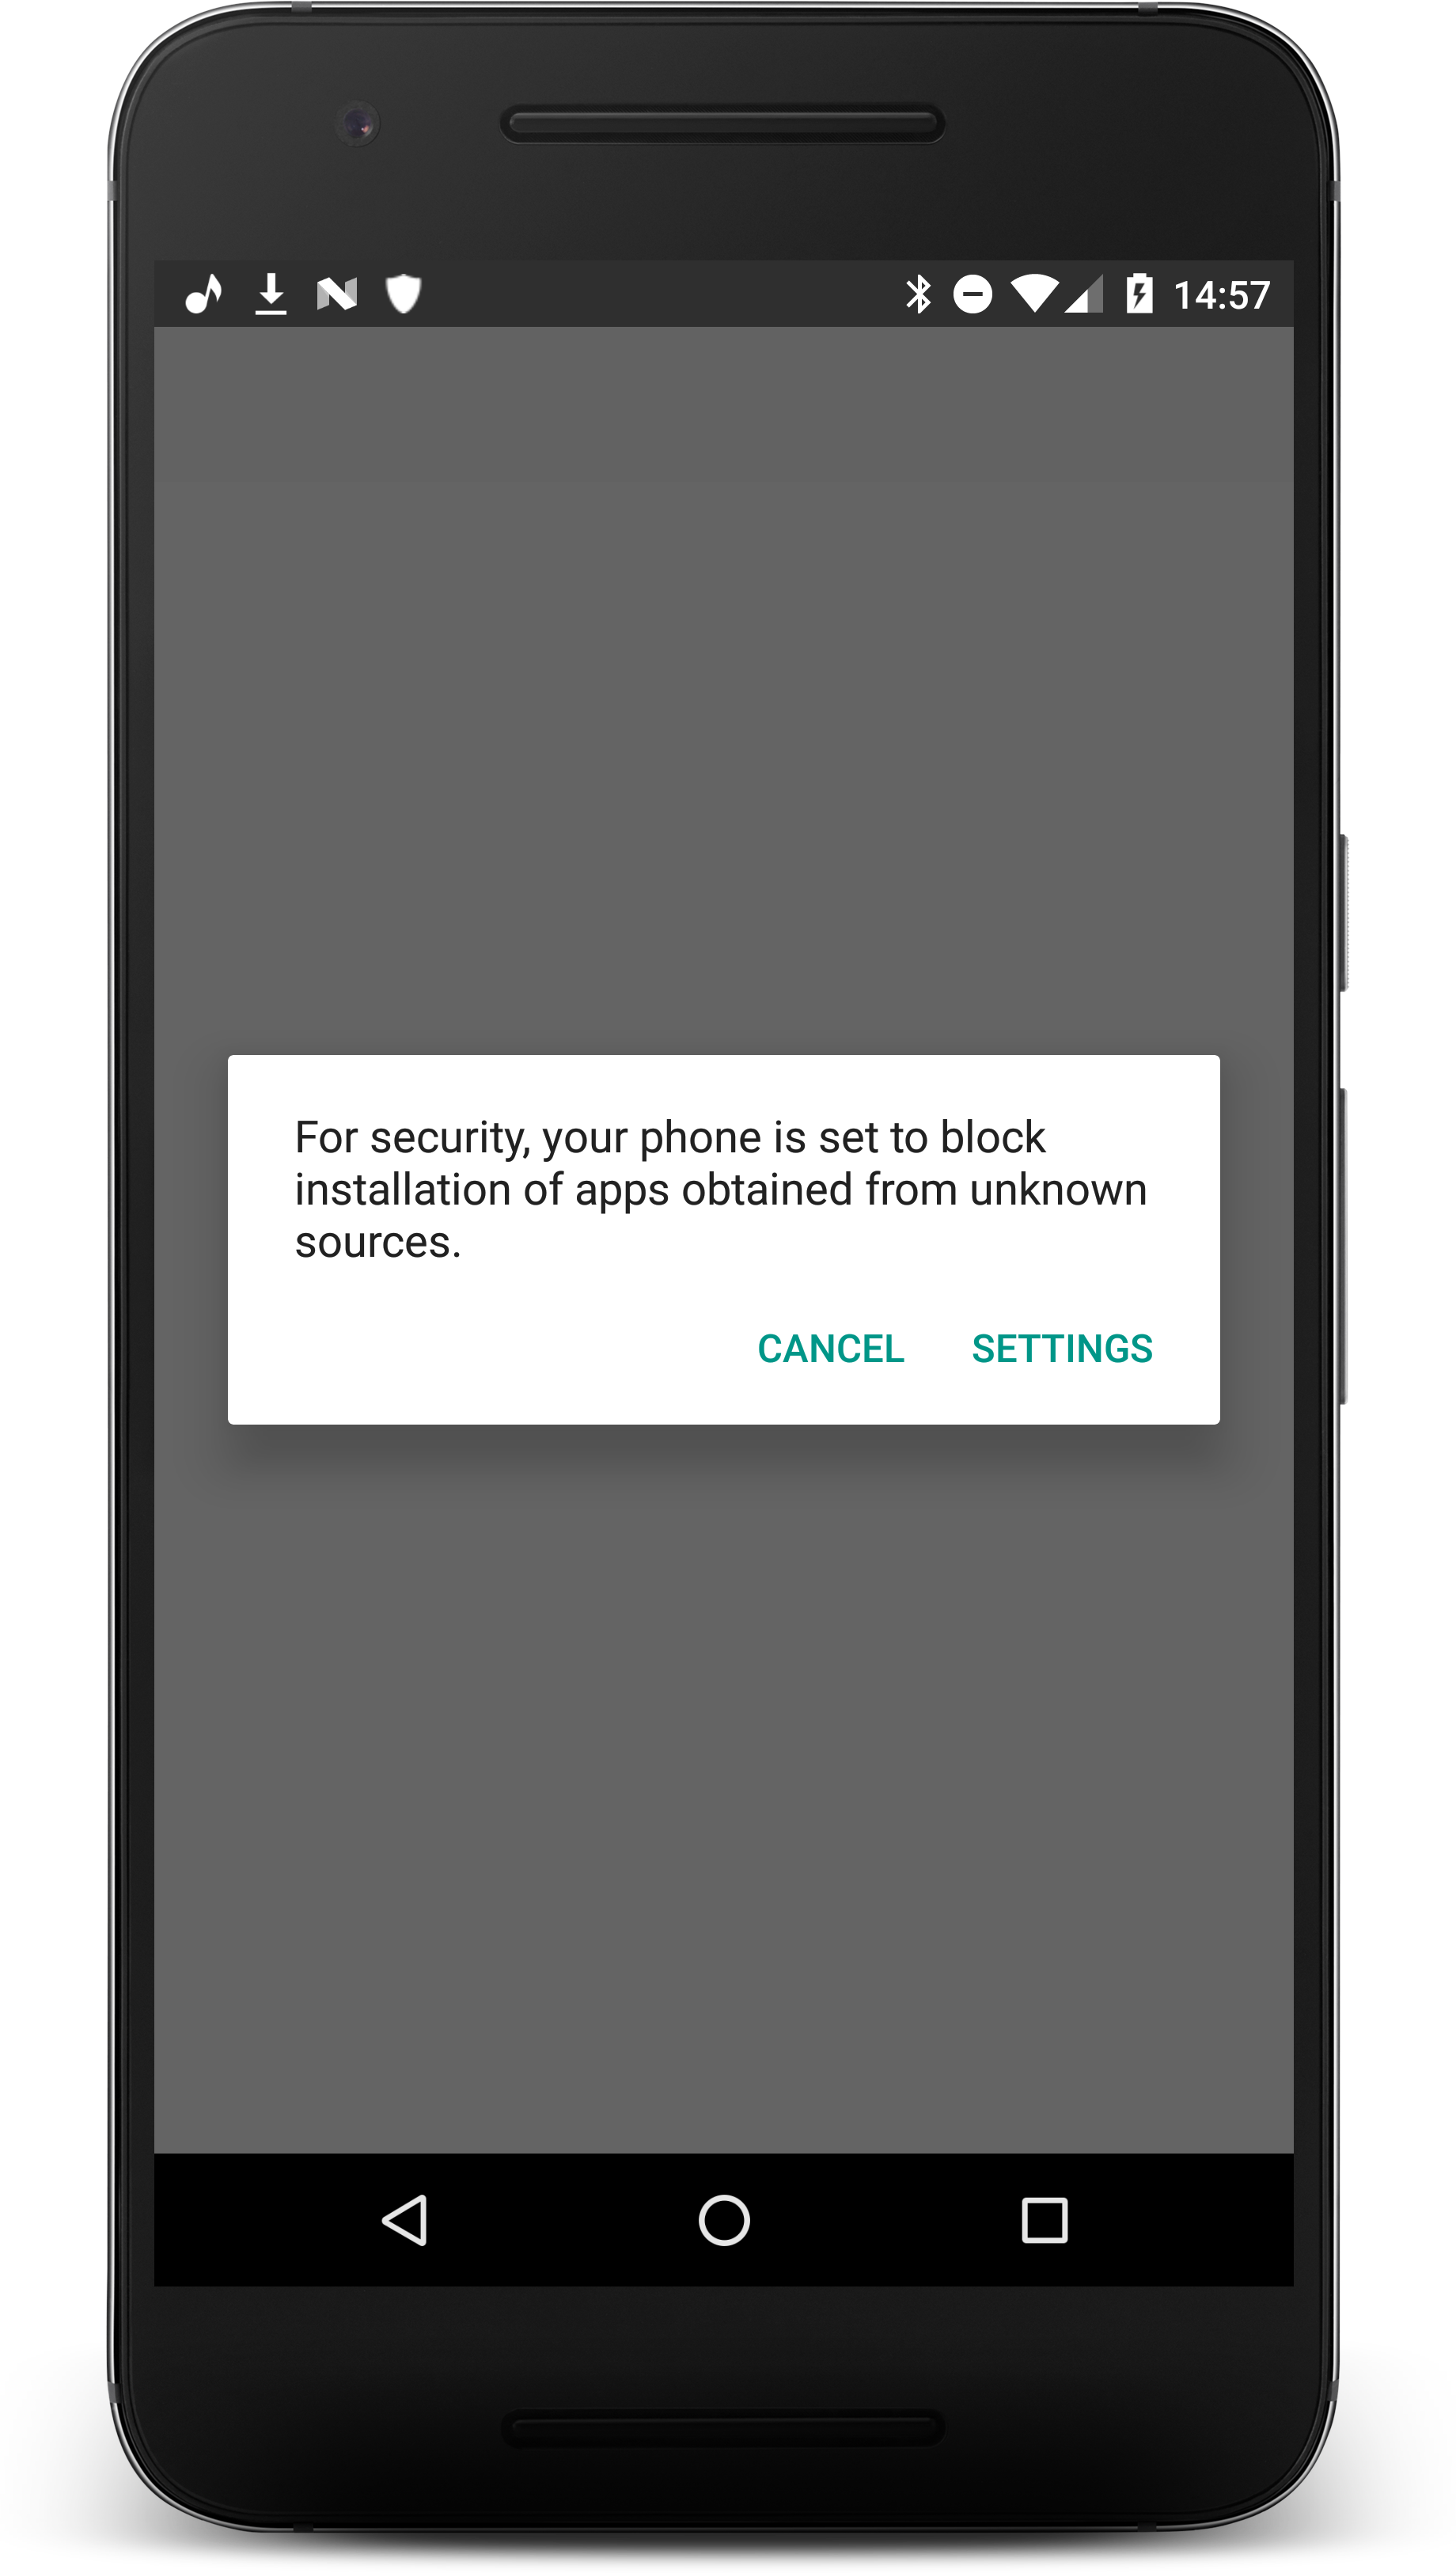 14:57
For security, your phone is set to block
installation of apps obtained from unknown
sources.
CANCEL SETTINGS